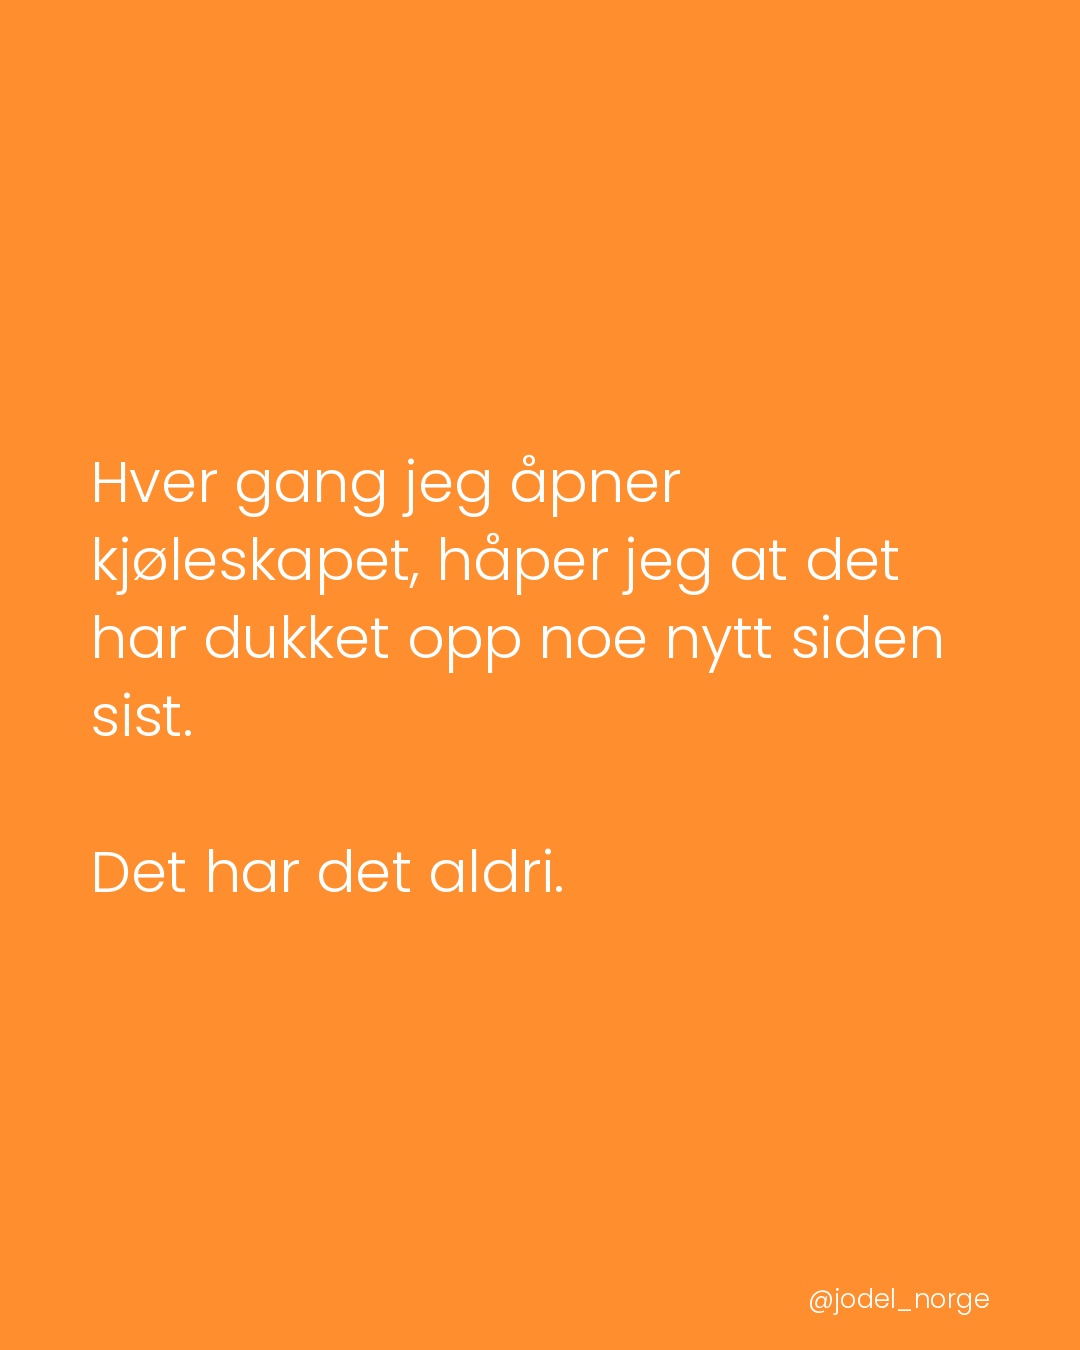 Hver gang jeg åpner
kjøleskapet, håper jeg at det
har dukket opp noe nytt siden
sist.
Det har det aldri.
@jodel_norge